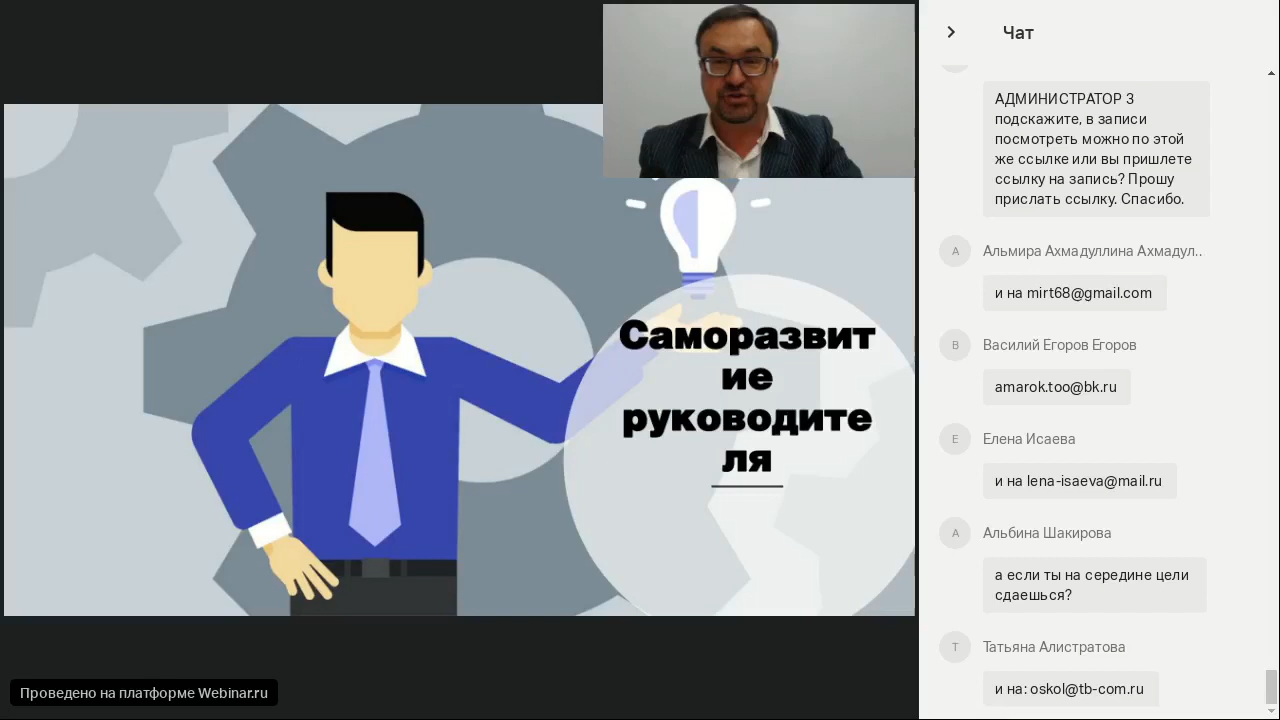 Саморазвит
ие
руководите
ля
Проведено на платформе Webinar.ru
Чат
АДМИНИСТРАТОР 3
подскажите, в записи
посмотреть можно по этой
же ссылке или вы пришлете
ссылку на запись? Прошу
прислать ссылку. Спасибо.
А
Альмира Ахмадуллина Ахмадул..
и на mirt68@gmail.com
В
Василий Егоров Егоров
amarok.too@bk.ru
Е
Елена Исаева
и на lena-isaeva@mail.ru
А
Альбина Шакирова
а если ты на середине цели
сдаешься?
Т
Татьяна Алистратова
и на: oskol@tb-com.ru